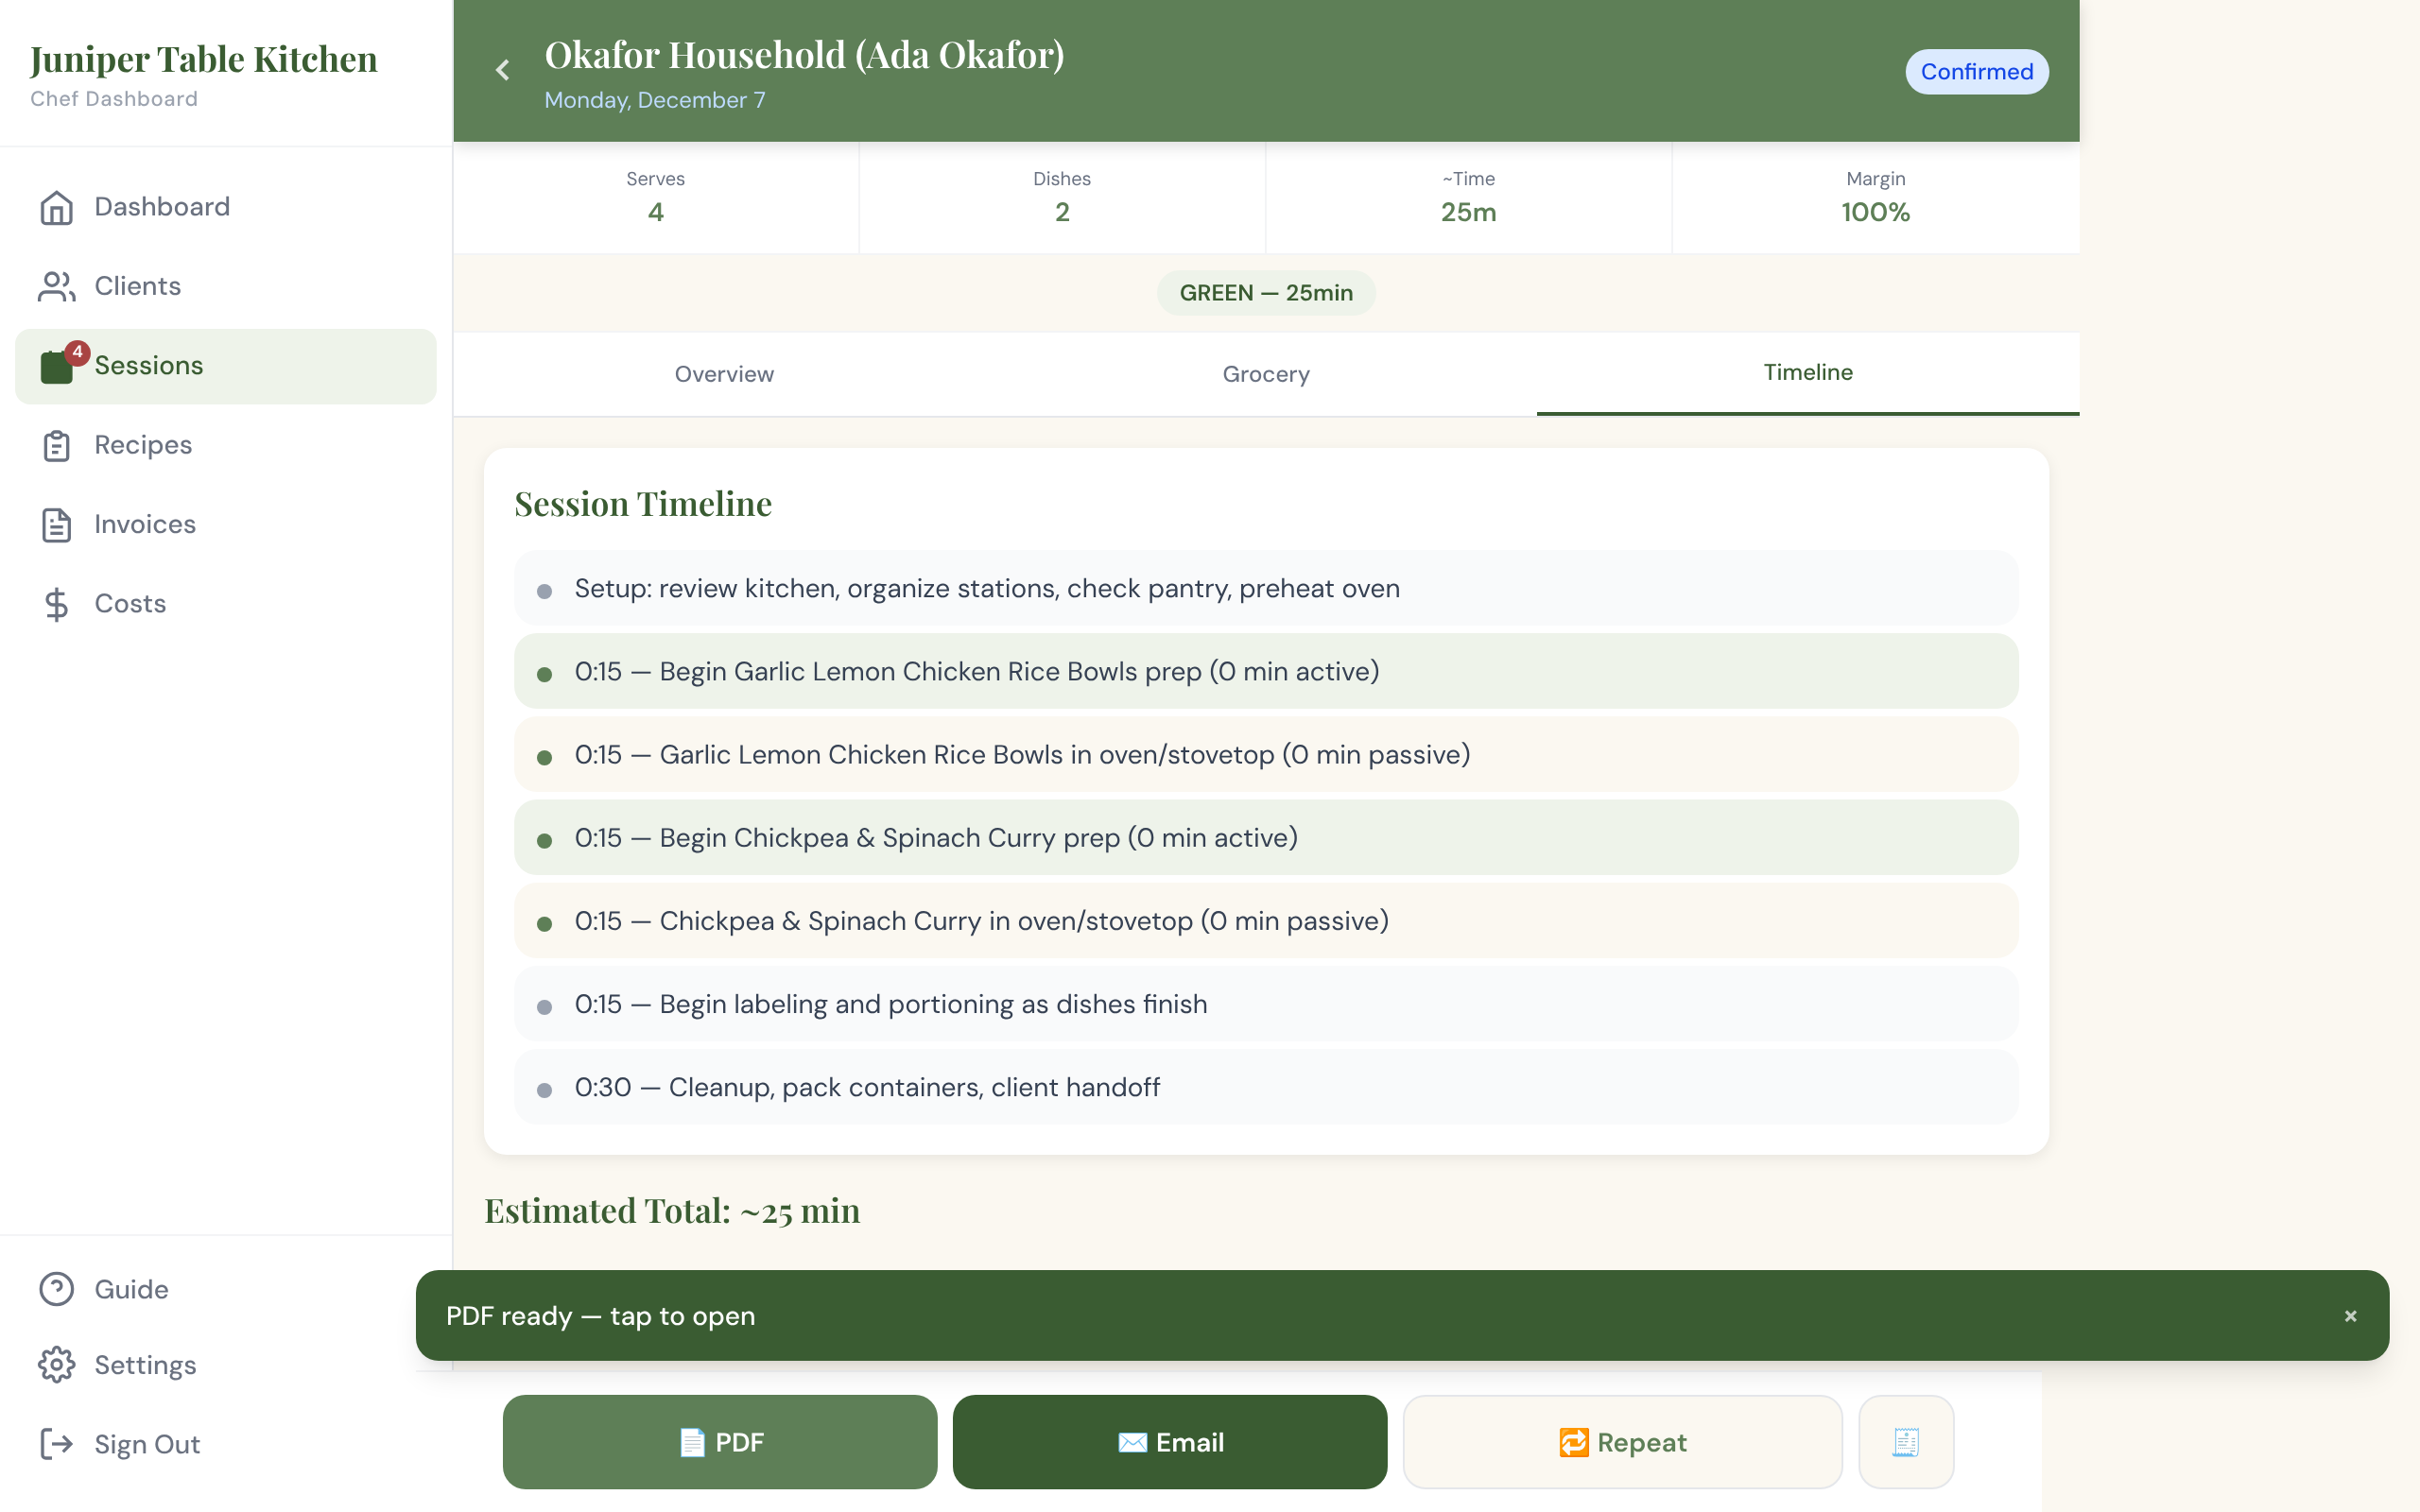 Juniper Table Kitchen
Chef Dashboard
Dashboard
Clients
4
Sessions
Recipes
Invoices
Costs
Guide
Settings
Sign Out
Okafor Household (Ada Okafor)
Monday, December 7
Confirmed
Serves
4
Dishes
2
~Time
25m
Margin
100%
GREEN — 25min
Overview
Grocery
Timeline
Session Timeline
Setup: review kitchen, organize stations, check pantry, preheat oven
0:15 — Begin Garlic Lemon Chicken Rice Bowls prep (0 min active)
0:15 — Garlic Lemon Chicken Rice Bowls in oven/stovetop (0 min passive)
0:15 — Begin Chickpea & Spinach Curry prep (0 min active)
0:15 — Chickpea & Spinach Curry in oven/stovetop (0 min passive)
0:15 — Begin labeling and portioning as dishes finish
0:30 — Cleanup, pack containers, client handoff
Estimated Total: ~25 min
PDF ready — tap to open
×
PDF
Email
Repeat